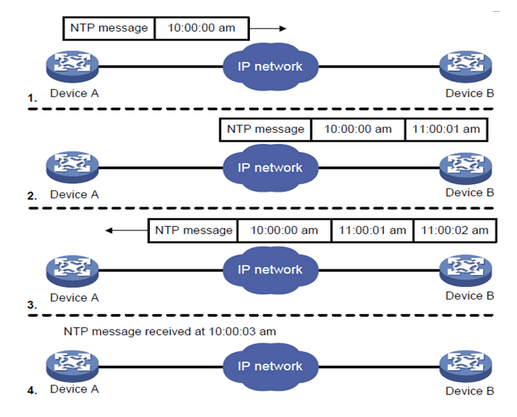 NTP message 10:00:00 am
IP network
Device A Device B
1.
NTP message 10:00:00 am 11:00:01 am
IP network
Device B
2. Device A
NTP message 10:00:00 am 11:00:01 am 11:00:02 am
IP network
Device A Device B
3.
NTP message received at 10:00:03 am
IP network
4. Device A Device B